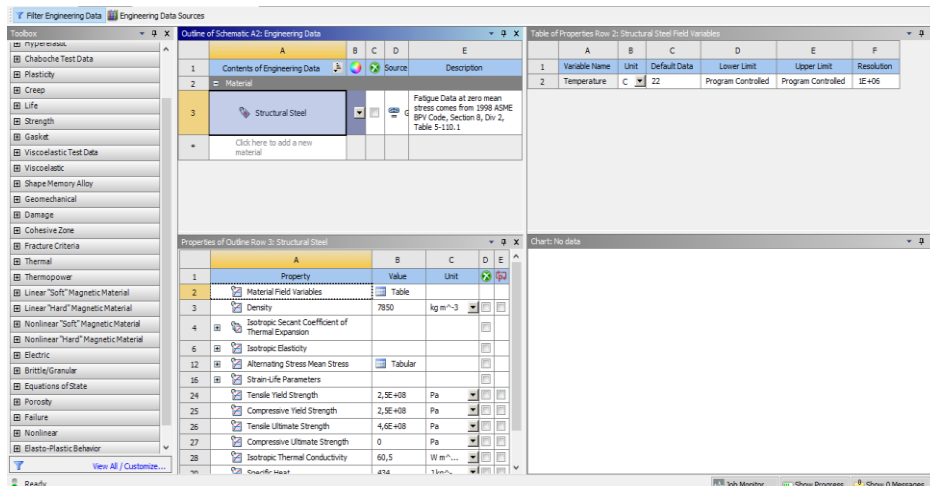 Filter Engineering Data Engineering Data Sources
Toolbox
Hyperelastic
Chaboche Test Data
Plasticity
Creep
Life
Strength
Gasket
Viscoelastic Test Data
Viscoelastic
Shape Memory Alloy
Geomechanical
Damage
Cohesive Zone
Fracture Criteria
Thermal
Thermopower
Linear "Soft" Magnetic Material
Linear "Hard" Magnetic Material
Nonlinear "Soft" Magnetic Material
Nonlinear "Hard" Magnetic Material
Electric
Brittle/Granular
Equations of State
Porosity
Failure
Nonlinear
Elasto-Plastic Behavior
View All / Customize...
Outline of Schematic A2: Engineering Data
A B C D E
1 Contents of Engineering Data Source Description
2 Material
3 Structural Steel Fatigue Data at zero mean
stress comes from 1998 ASME
BPV Code, Section 8, Div 2,
Table 5-110.1
* Click here to add a new
material
Table of Properties Row 2: Structural Steel Field Variables
A B C D E F
1 Variable Name Unit Default Data Lower Limit Upper Limit Resolution
2 Temperature C 22 Program Controlled Program Controlled 1E+06
Properties of Outline Row 3: Structural Steel
A B C D E
1 Property Value Unit
2 Material Field Variables Table
3 Density 7850 kg m^-3
4 Isotropic Secant Coefficient of
Thermal Expansion
6 Isotropic Elasticity
12 Alternating Stress Mean Stress Tabular
16 Strain-Life Parameters
24 Tensile Yield Strength 2,5E+08 Pa
25 Compressive Yield Strength 2,5E+08 Pa
26 Tensile Ultimate Strength 4,6E+08 Pa
27 Compressive Ultimate Strength 0 Pa
28 Isotropic Thermal Conductivity 60,5 W m^...
29 Specific Heat 434
Chart: No data
Ready
Job Monitor Show Progress Show 0 Messages